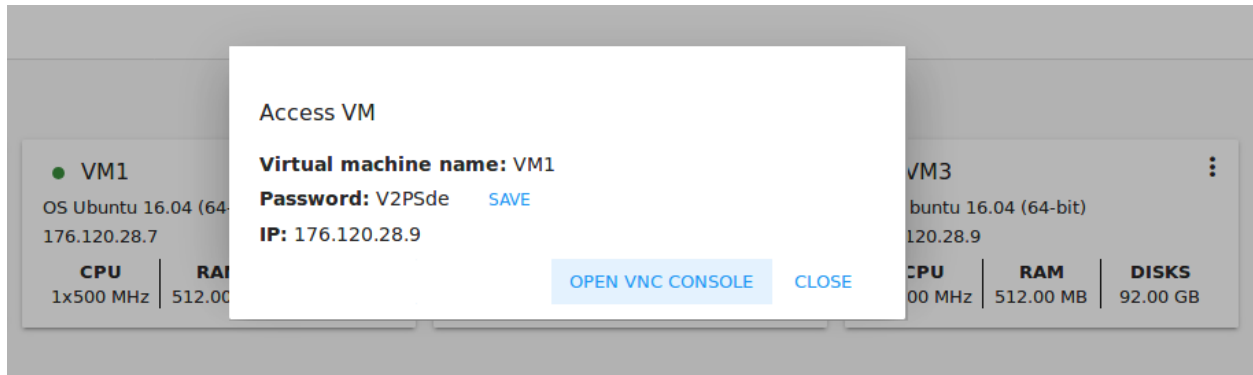 Access VM
Virtual machine name: VM1
Password: V2PSde SAVE
IP: 176.120.28.9
OPEN VNC CONSOLE CLOSE
VM1
OS Ubuntu 16.04 (64-
176.120.28.7
CPU
1x500 MHz 512.00
VM3
buntu 16.04 (64-bit)
120.28.9
CPU RAM DISKS
00 MHz 512.00 MB 92.00 GB